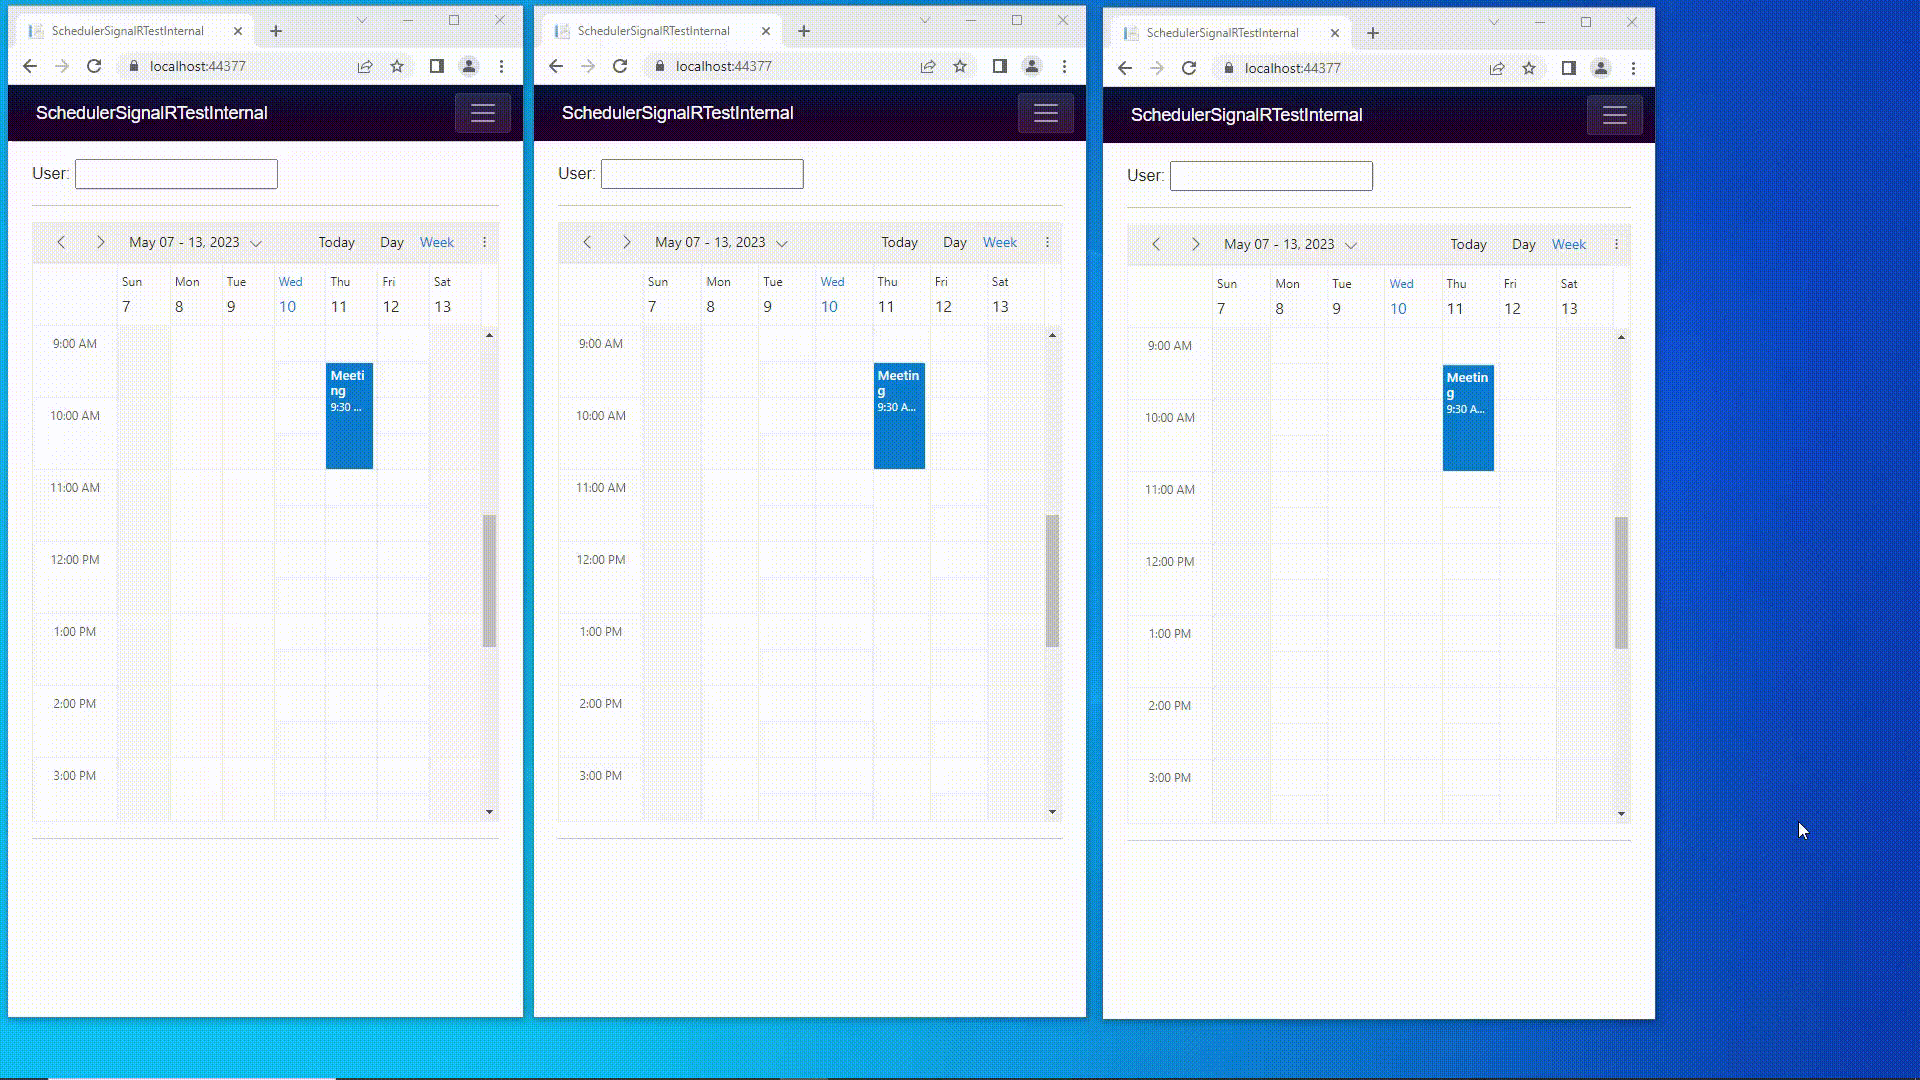 SchedulerSignalRTestInternal
localhost:44377
SchedulerSignalRTestInternal
User:
May 07 - 13, 2023 Today Day Week
Sun Mon Tue Wed Thu Fri Sat
7 8 9 10 11 12 13
9:00 AM
Meeti
ng
9:30 ...
10:00 AM
11:00 AM
12:00 PM
1:00 PM
2:00 PM
3:00 PM
SchedulerSignalRTestInternal
localhost:44377
SchedulerSignalRTestInternal
User:
May 07 - 13, 2023 Today Day Week
Sun Mon Tue Wed Thu Fri Sat
7 8 9 10 11 12 13
9:00 AM
Meetin
g
9:30 A...
10:00 AM
11:00 AM
12:00 PM
1:00 PM
2:00 PM
3:00 PM
SchedulerSignalRTestInternal
localhost:44377
SchedulerSignalRTestInternal
User:
May 07 - 13, 2023 Today Day Week
Sun Mon Tue Wed Thu Fri Sat
7 8 9 10 11 12 13
9:00 AM
Meetin
g
9:30 A...
10:00 AM
11:00 AM
12:00 PM
1:00 PM
2:00 PM
3:00 PM